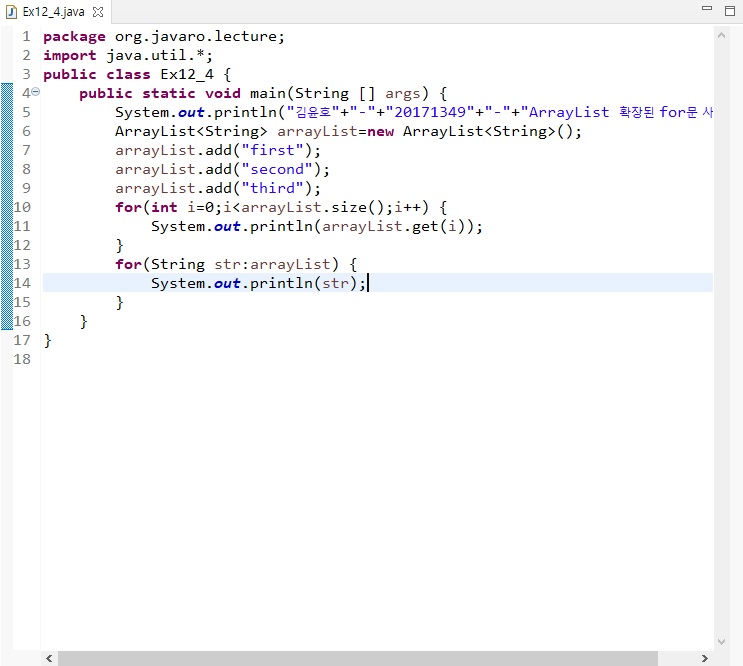 Ex12_4.java
1 package org.javaro.lecture;
2 import java.util.*;
3 public class Ex12_4 {
4 public static void main(String [] args) {
5 System.out.println("김윤호"+"-"+"20171349"+"-"+"ArrayList 확장된 for문 사
6 ArrayList<String> arrayList=new ArrayList<String>();
7 arrayList.add("first");
8 arrayList.add("second");
9 arrayList.add("third");
10 for(int i=0;i<arrayList.size();i++) {
11 System.out.println(arrayList.get(i));
12 }
13 for(String str:arrayList) {
14 System.out.println(str);
15 }
16 }
17 }
18